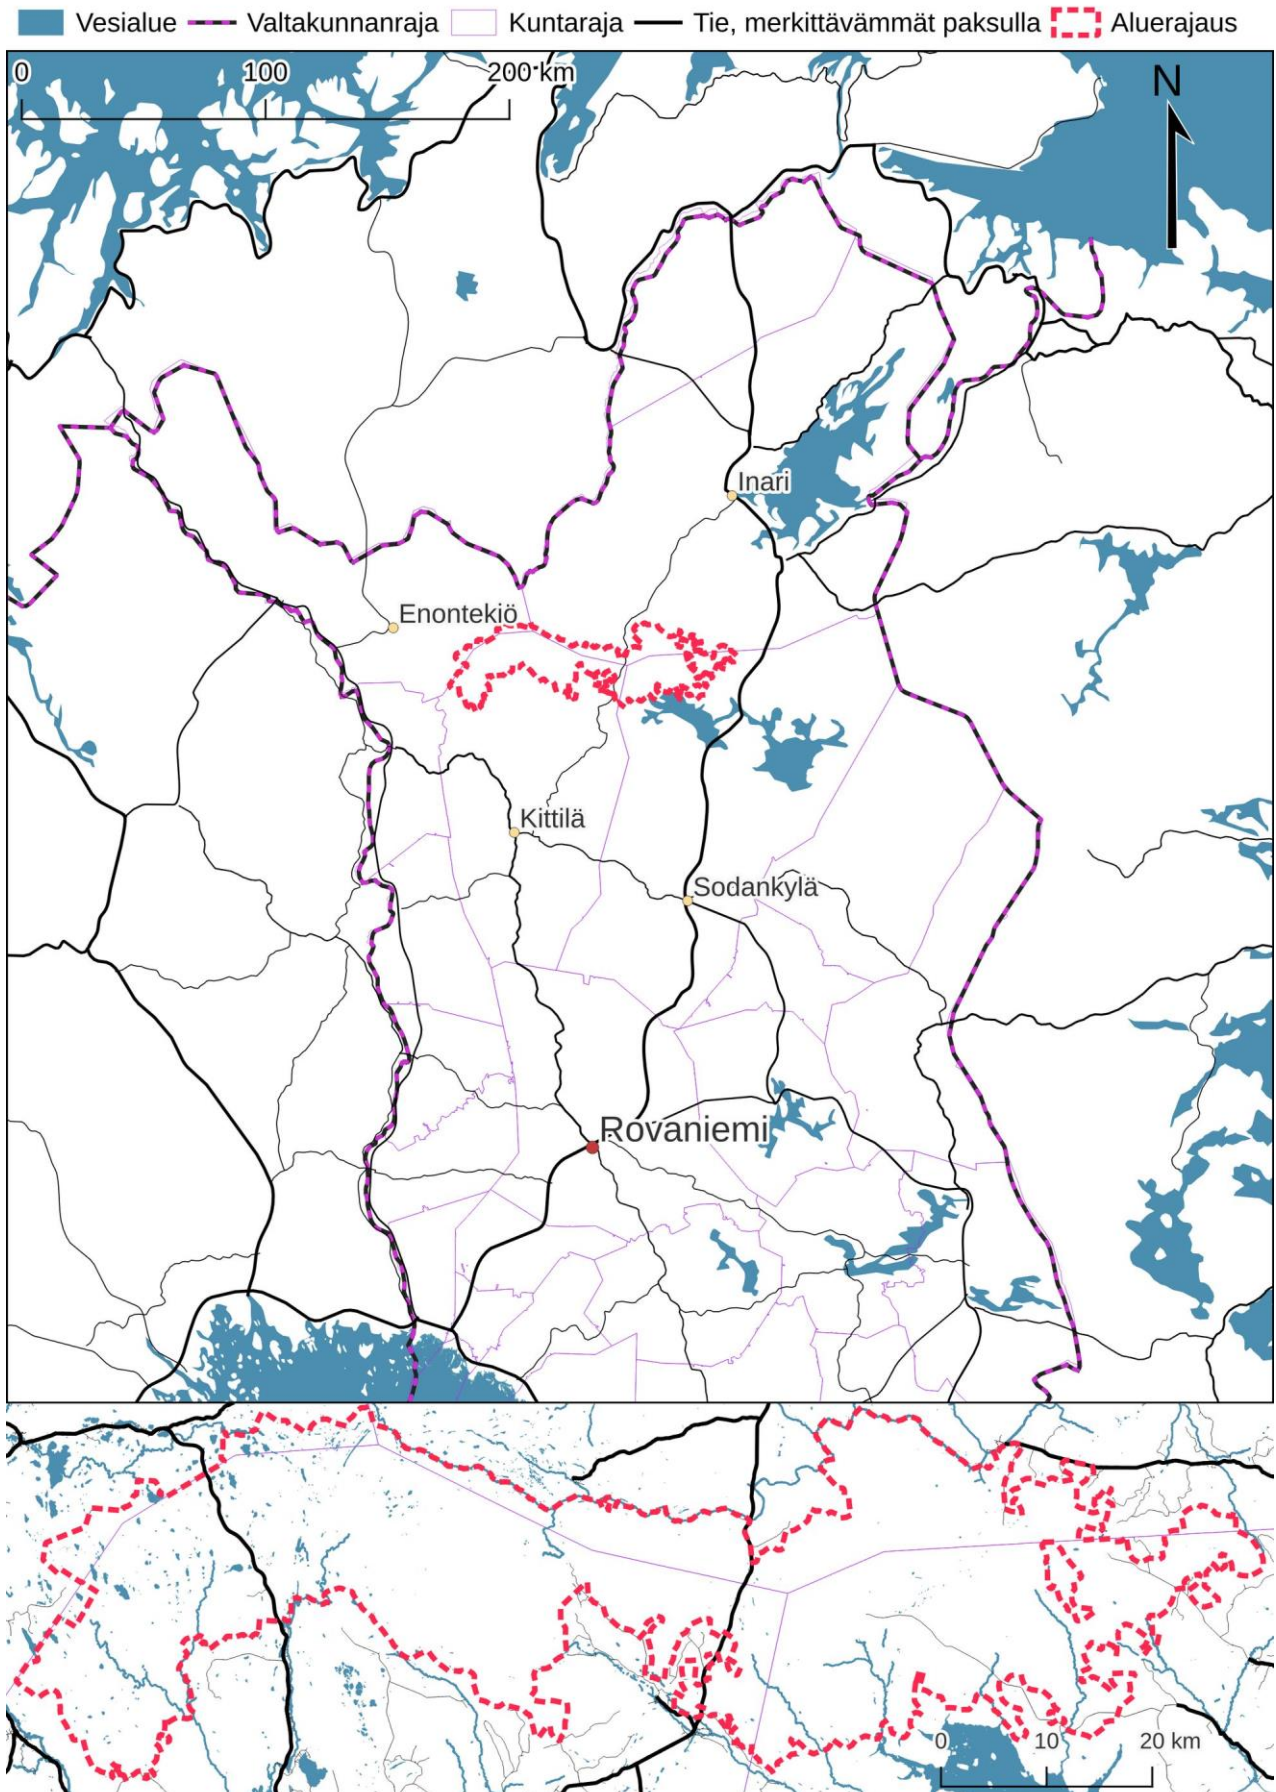 Vesialue Valtakunnanraja Kuntaraja Tie, merkittävämmät paksulla Aluerajaus
0 100 200 km
N
Inari
Enontekiö
Kittilä
Sodankylä
Rovaniemi
0 10 20 km